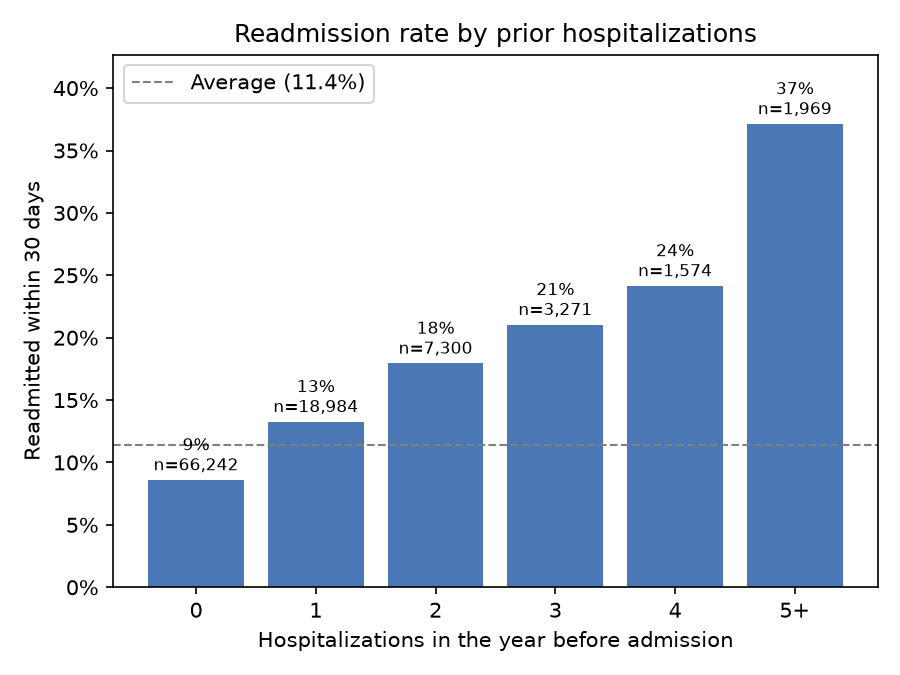 Readmission rate by prior hospitalizations
Average (11.4%)
Readmitted within 30 days
40%
35%
30%
25%
20%
15%
10%
5%
0%
9%
n=66,242
13%
n=18,984
18%
n=7,300
21%
n=3,271
24%
n=1,574
37%
n=1,969
0 1 2 3 4 5+
Hospitalizations in the year before admission